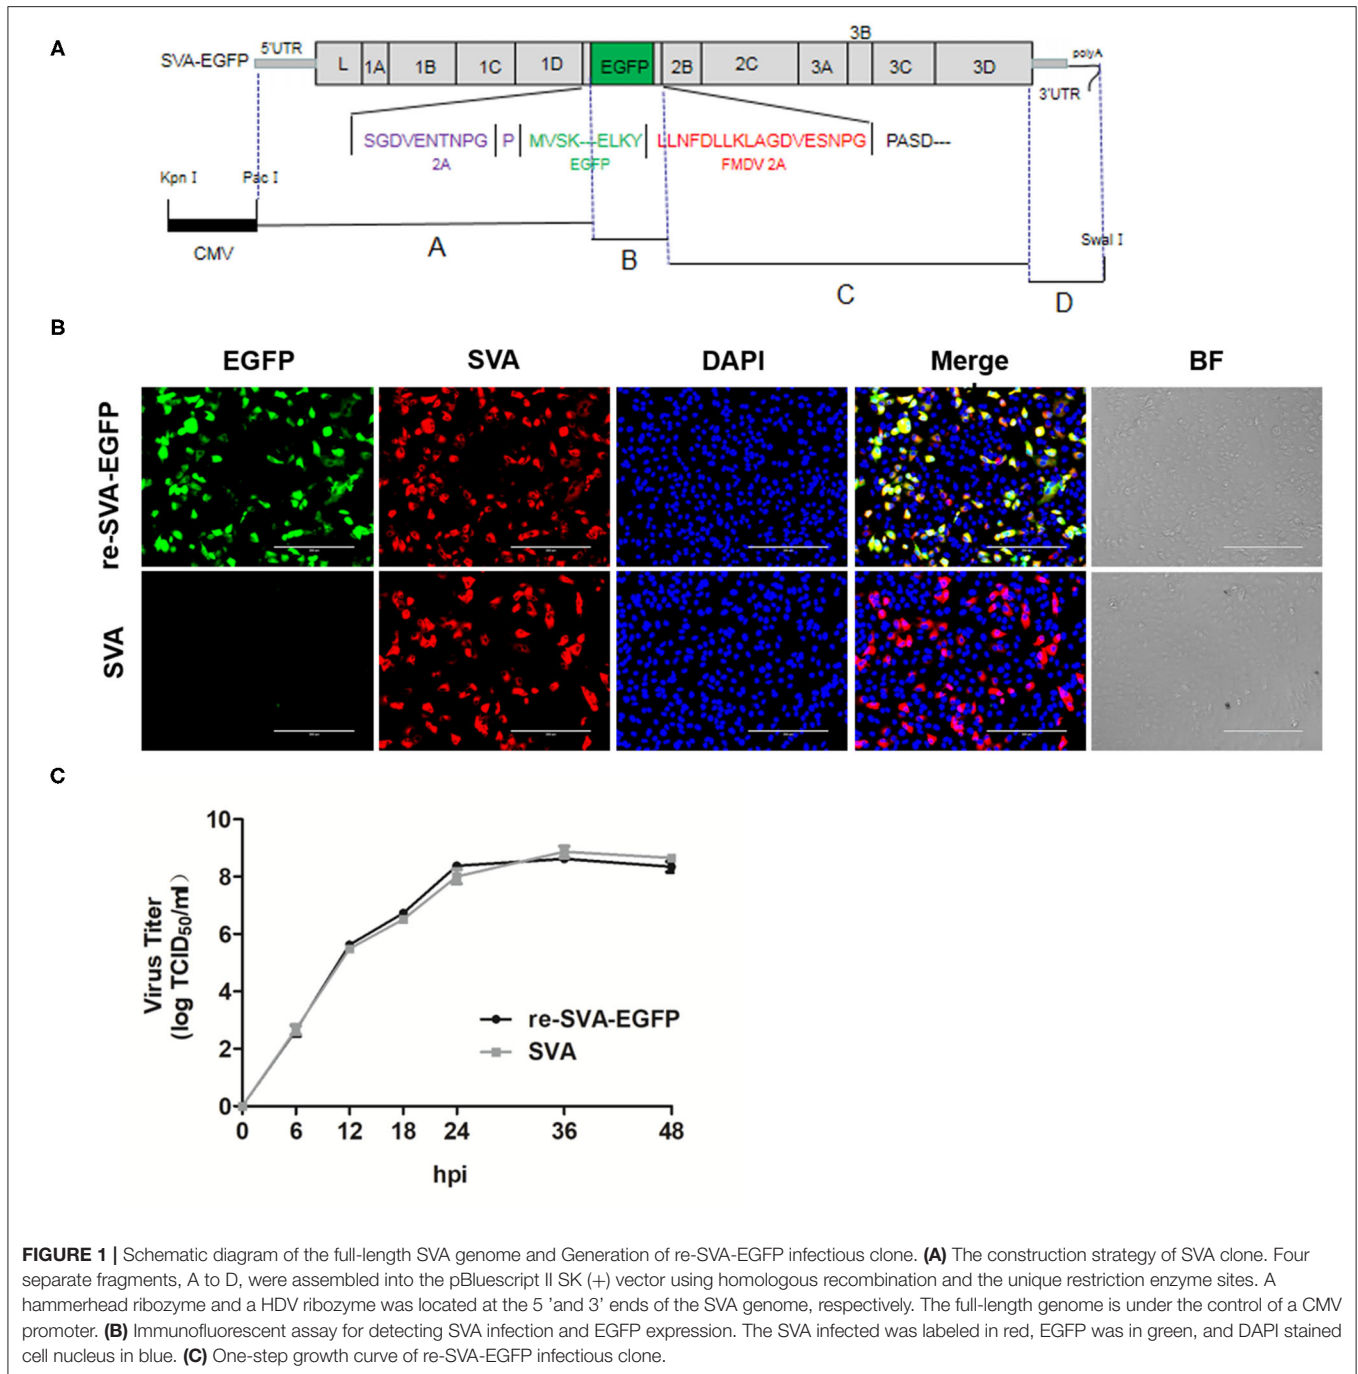 A
3B
5'UTR
polyA
SVA-EGFP
L 1A 1B 1C 1D EGFP 2B 2C 3A 3C 3D
3'UTR
SGDVENTNPG P MVSK---ELKY LLNFDLLKLAGDVESNPG PASD---
2A EGFP FMDV 2A
Kpn I Pac I
SwaI I
CMV A B C D
B
EGFP SVA DAPI Merge BF
re-SVA-EGFP
SVA
C
10
8
6
4
2
0
Virus Titer
(log TCID50/ml)
re-SVA-EGFP
SVA
0 6 12 18 24 36 48
hpi
FIGURE 1 | Schematic diagram of the full-length SVA genome and Generation of re-SVA-EGFP infectious clone. (A) The construction strategy of SVA clone. Four
separate fragments, A to D, were assembled into the pBluescript II SK (+) vector using homologous recombination and the unique restriction enzyme sites. A
hammerhead ribozyme and a HDV ribozyme was located at the 5 'and 3' ends of the SVA genome, respectively. The full-length genome is under the control of a CMV
promoter. (B) Immunofluorescent assay for detecting SVA infection and EGFP expression. The SVA infected was labeled in red, EGFP was in green, and DAPI stained
cell nucleus in blue. (C) One-step growth curve of re-SVA-EGFP infectious clone.